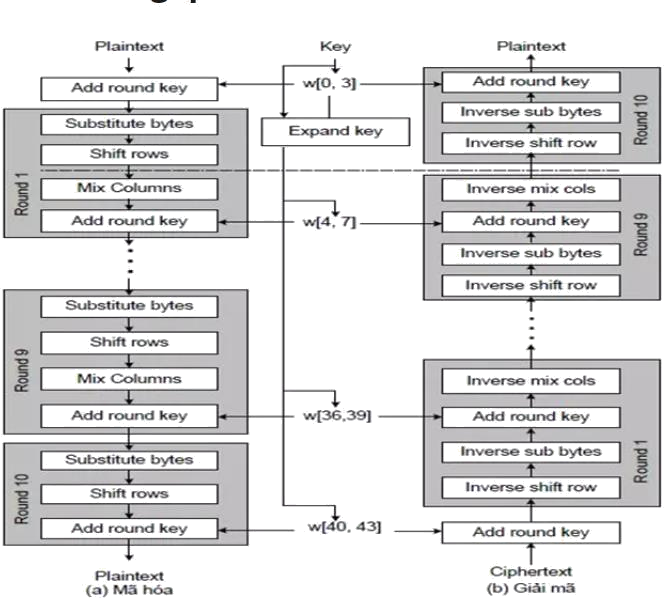 Plaintext
Add round key
Round 1
Substitute bytes
Shift rows
Mix Columns
Add round key
Round 9
Substitute bytes
Shift rows
Mix Columns
Add round key
Round 10
Substitute bytes
Shift rows
Add round key
Plaintext
(a) Mã hóa
Key
w[0, 3]
Expand key
w[4, 7]
w[36,39]
w[40, 43]
Plaintext
Add round key
Inverse sub bytes
Inverse shift row
Round 10
Inverse mix cols
Add round key
Inverse sub bytes
Inverse shift row
Round 9
Inverse mix cols
Add round key
Inverse sub bytes
Inverse shift row
Round 1
Add round key
Ciphertext
(b) Giải mã